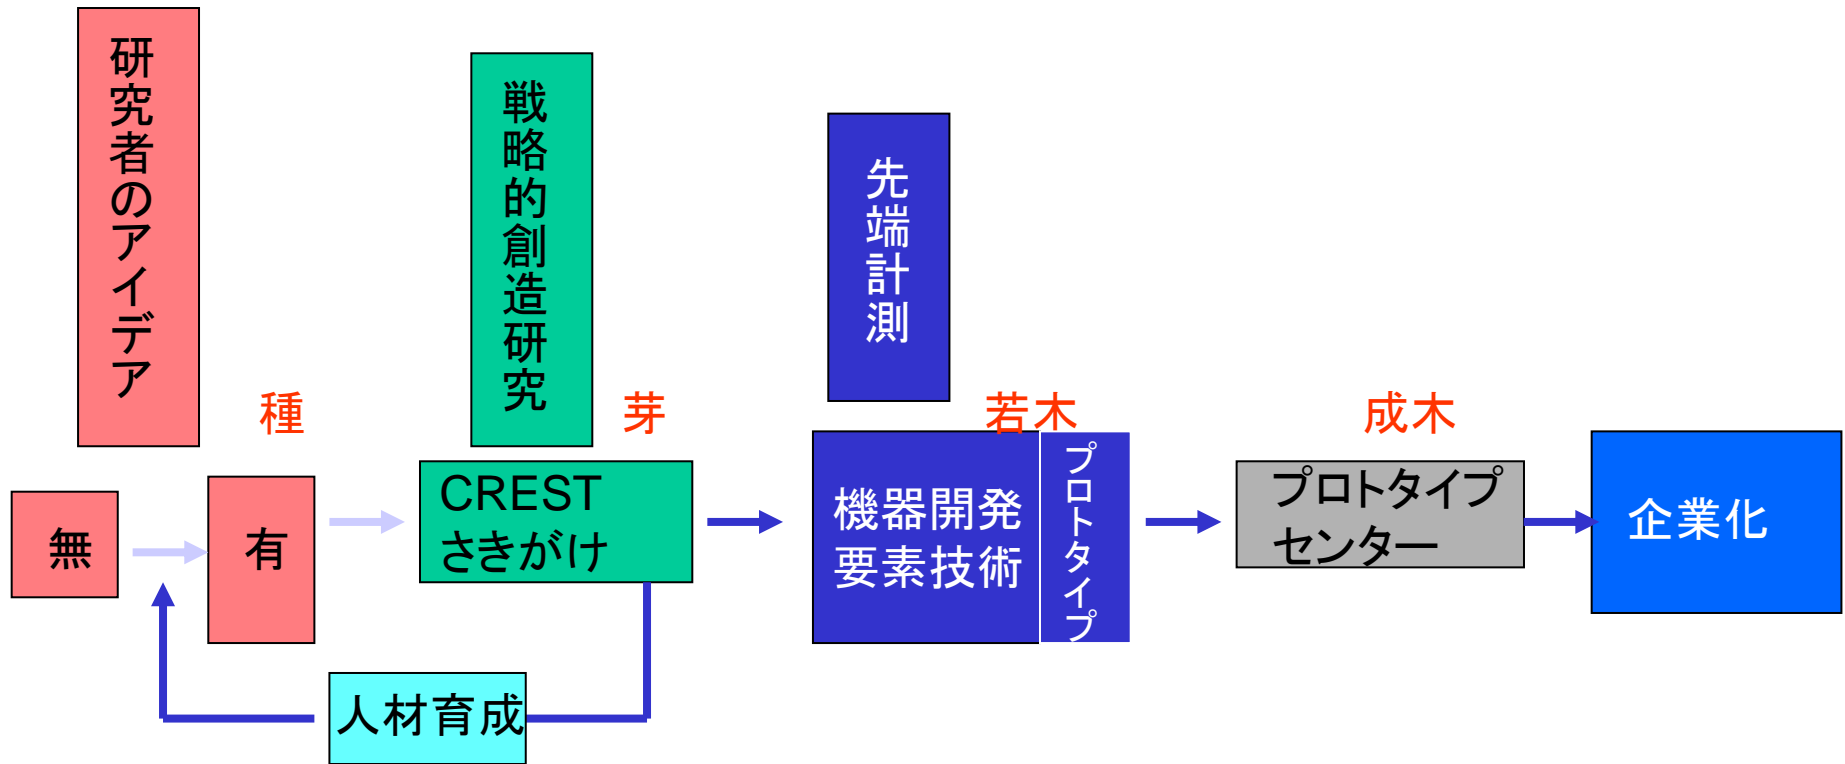 研究者のアイデア
戦略的創造研究
先端計測
種
芽
若木
成木
無
有
CREST
さきがけ
機器開発
要素技術
プロトタイプ
プロトタイプ
センター
企業化
人材育成